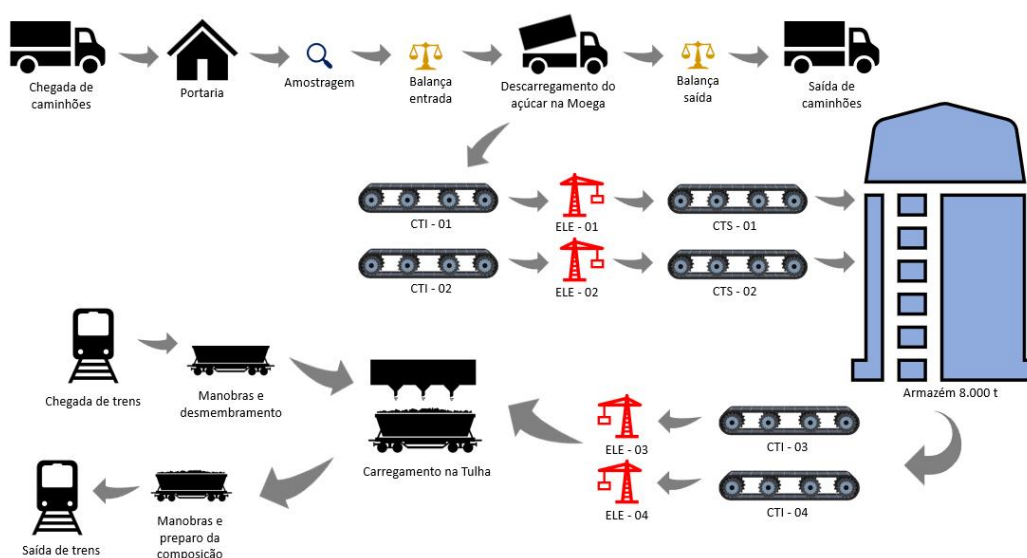 Chegada de
caminhões
Portaria
Amostragem
Balança
entrada
Descarregamento do
açúcar na Moega
Balança
saída
Saída de
caminhões
CTI - 01
ELE - 01
CTS - 01
CTI - 02
ELE - 02
CTS - 02
Armazém 8.000 t
Chegada de trens
Manobras e
desmembramento
Carregamento na Tulha
ELE - 03
CTI - 03
ELE - 04
CTI - 04
Saída de trens
Manobras e
preparo da
composição